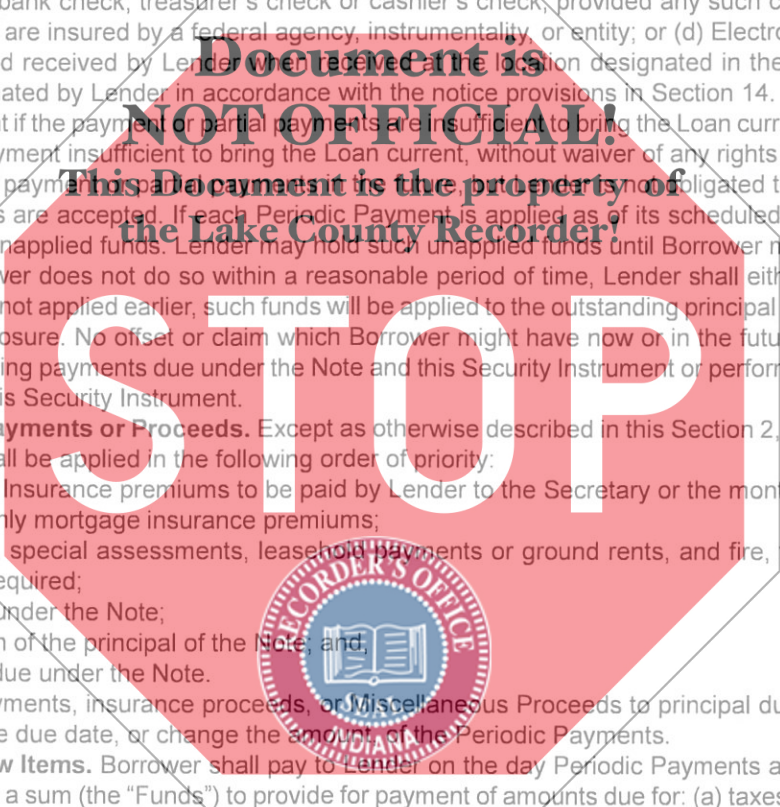 bank check, treasurer's check or cashier's check, provided any such c
are insured by a federal agency, instrumentality, or entity; or (d) Electro
Document is
d received by Lender when received at the location designated in the
ated by Lender in accordance with the notice provisions in Section 14.
NOT OFFICIAL!
t if the payment or partial payments are insufficient to bring the Loan curr
yment insufficient to bring the Loan current, without waiver of any rights
This Document is the property of
payment or partial payments in the future, but Lender is not obligated t
s are accepted. If each Periodic Payment is applied as of its scheduled
the Lake County Recorder!
napplied funds. Lender may hold such unapplied funds until Borrower m
wer does not do so within a reasonable period of time, Lender shall eith
not applied earlier, such funds will be applied to the outstanding principal
osure. No offset or claim which Borrower might have now or in the futu
ing payments due under the Note and this Security Instrument or perform
is Security Instrument.
STOP
ayments or Proceeds. Except as otherwise described in this Section 2,
all be applied in the following order of priority:
Insurance premiums to be paid by Lender to the Secretary or the mont
hly mortgage insurance premiums;
special assessments, leasehold payments or ground rents, and fire,
equired;
under the Note;
n of the principal of the Note; and,
due under the Note.
RECORDER'S OFFICE
SEAL
INDIANA
yments, insurance proceeds, or Miscellaneous Proceeds to principal du
e due date, or change the amount, of the Periodic Payments.
w Items. Borrower shall pay to Lender on the day Periodic Payments a
a sum (the “Funds”) to provide for payment of amounts due for: (a) taxes